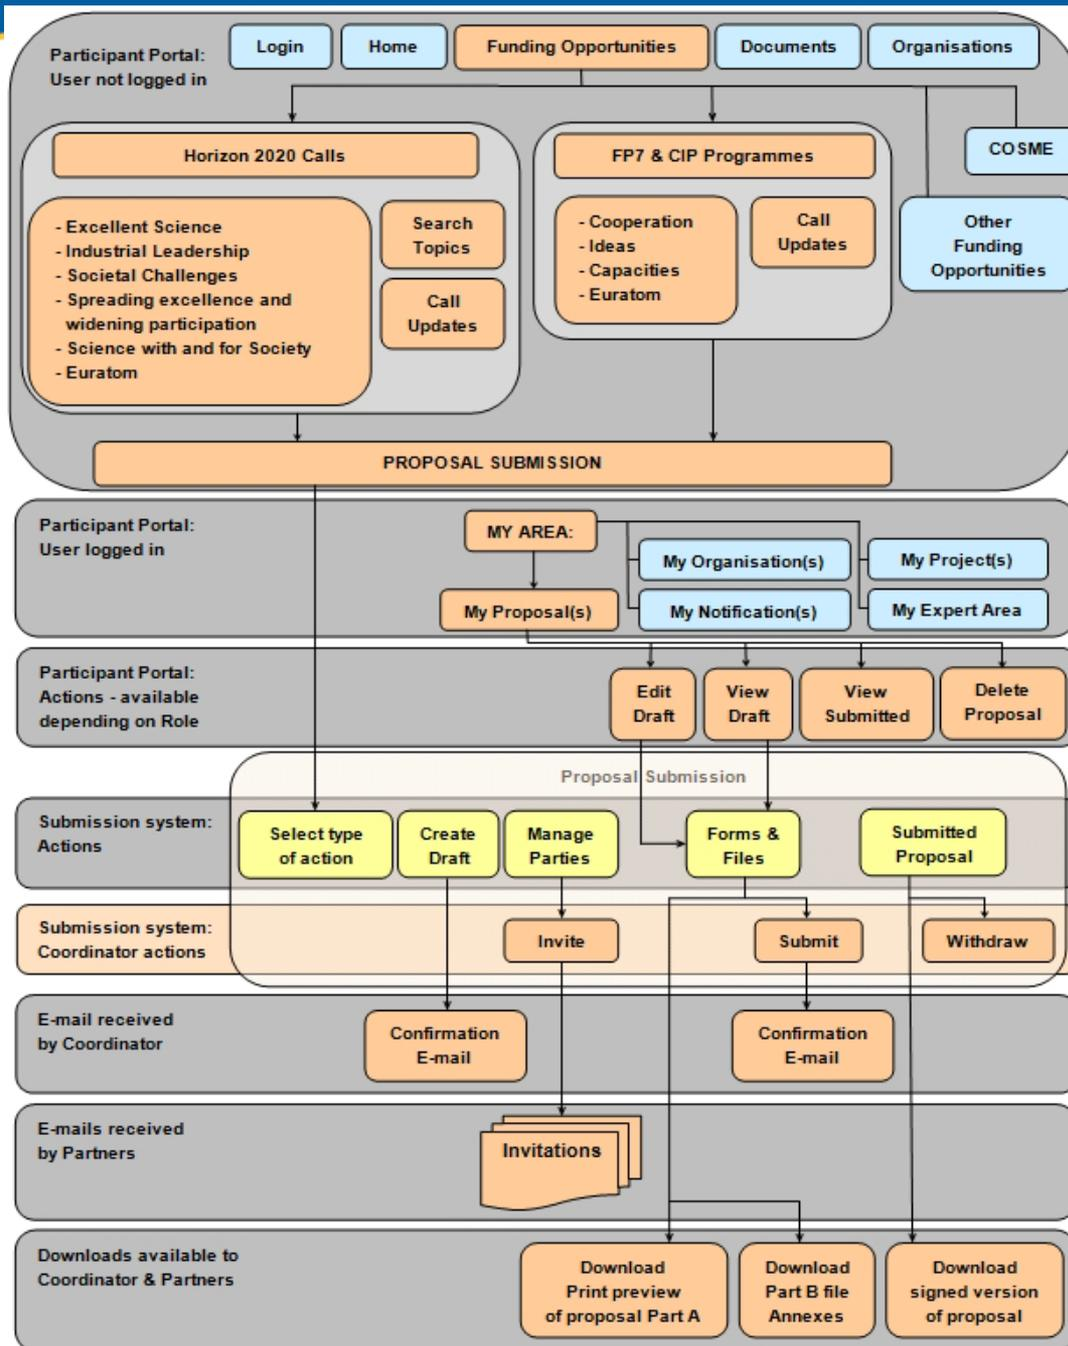 Participant Portal:
User not logged in
Login
Home
Funding Opportunities
Documents
Organisations
Horizon 2020 Calls
- Excellent Science
- Industrial Leadership
- Societal Challenges
- Spreading excellence and
widening participation
- Science with and for Society
- Euratom
Search
Topics
Call
Updates
FP7 & CIP Programmes
- Cooperation
- Ideas
- Capacities
- Euratom
Call
Updates
COSME
Other
Funding
Opportunities
PROPOSAL SUBMISSION
Participant Portal:
User logged in
MY AREA:
My Organisation(s)
My Project(s)
My Proposal(s)
My Notification(s)
My Expert Area
Participant Portal:
Actions - available
depending on Role
Edit
Draft
View
Draft
View
Submitted
Delete
Proposal
Proposal Submission
Submission system:
Actions
Select type
of action
Create
Draft
Manage
Parties
Forms &
Files
Submitted
Proposal
Submission system:
Coordinator actions
Invite
Submit
Withdraw
E-mail received
by Coordinator
Confirmation
E-mail
Confirmation
E-mail
E-mails received
by Partners
Invitations
Downloads available to
Coordinator & Partners
Download
Print preview
of proposal Part A
Download
Part B file
Annexes
Download
signed version
of proposal